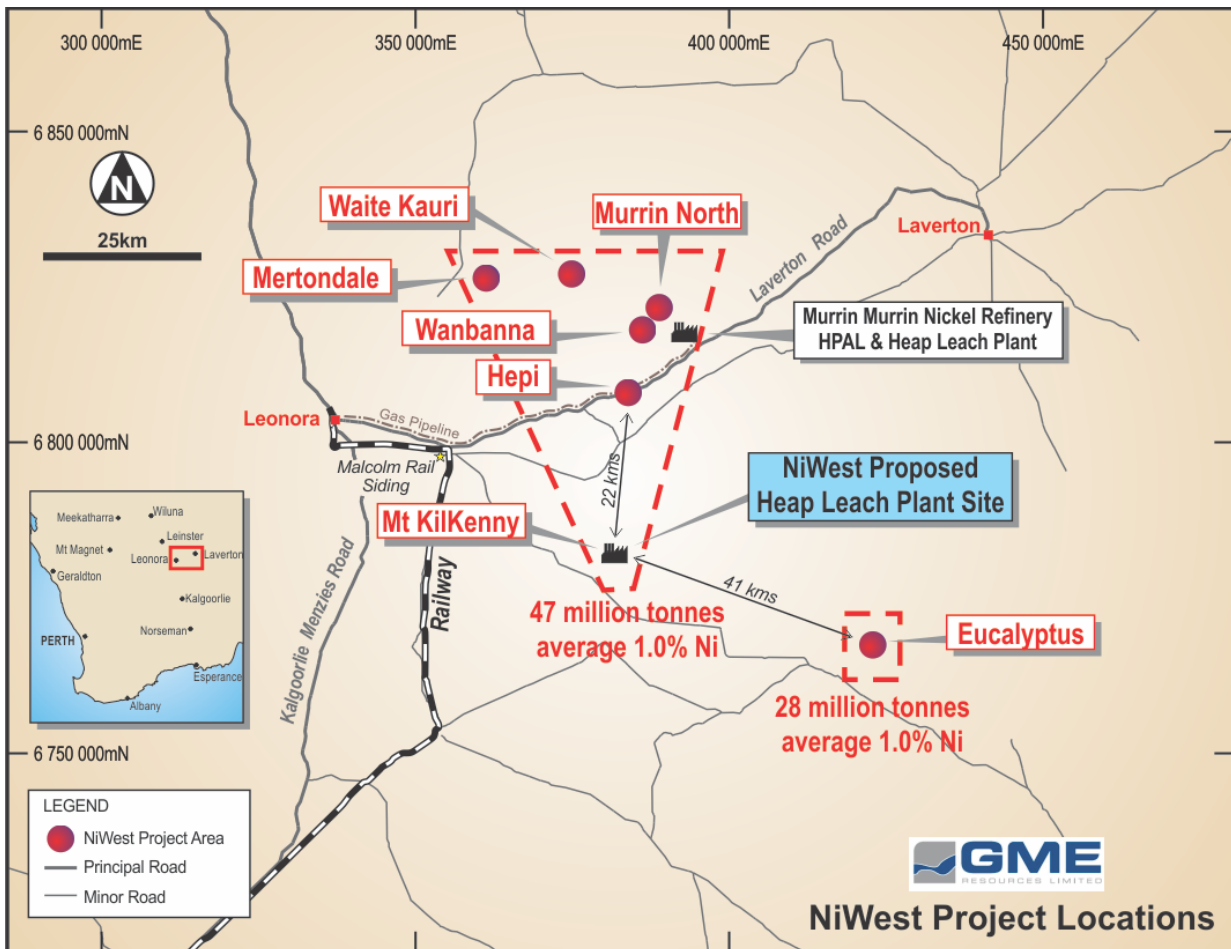 300 000mE
350 000mE
400 000mE
450 000mE
6 850 000mN
N
25km
Waite Kauri
Murrin North
Laverton
Laverton Road
Mertondale
Wanbanna
Murrin Murrin Nickel Refinery
HPAL & Heap Leach Plant
Hepi
Leonora
Gas Pipeline
6 800 000mN
Malcolm Rail
Siding
22 kms
NiWest Proposed
Heap Leach Plant Site
Mt KilKenny
Wiluna
Meekatharra
Leinster
Mt Magnet
Laverton
Leonora
Geraldton
Kalgoorlie
Norseman
PERTH
Esperance
Albany
Kalgoorlie Menzies Road
Railway
41 kms
47 million tonnes
average 1.0% Ni
Eucalyptus
28 million tonnes
average 1.0% Ni
6 750 000mN
LEGEND
NiWest Project Area
Principal Road
Minor Road
GME
RESOURCES LIMITED
NiWest Project Locations